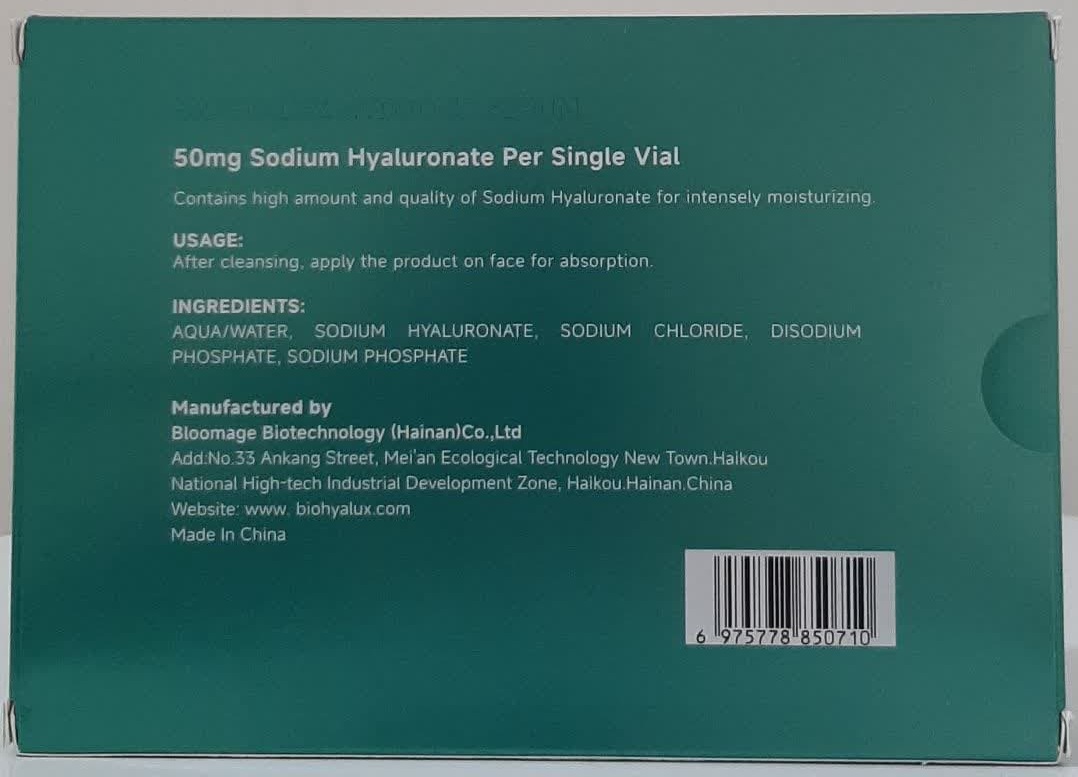 50mg Sodium Hyaluronate Per Single Vial
Contains high amount and quality of Sodium Hyaluronate for intensely moisturizing.
USAGE:
After cleansing, apply the product on face for absorption.
INGREDIENTS:
AQUA/WATER, SODIUM HYALURONATE, SODIUM CHLORIDE, DISODIUM
PHOSPHATE, SODIUM PHOSPHATE
Manufactured by
Bloomage Biotechnology (Hainan)Co.,Ltd
Add:No.33 Ankang Street, Mei'an Ecological Technology New Town.Haikou
National High-tech Industrial Development Zone, Haikou.Hainan.China
Website: www. biohyalux.com
Made In China
6 975778 850710